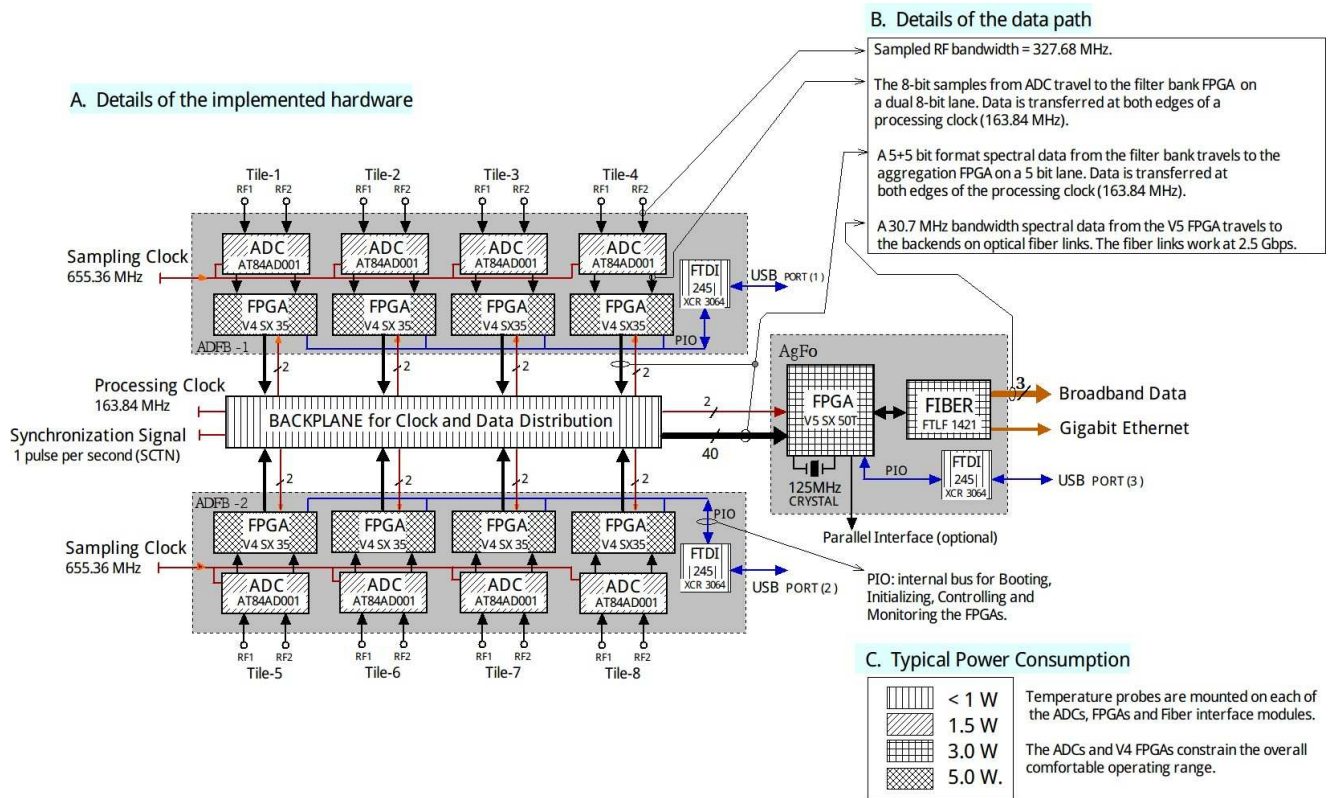 B. Details of the data path
Sampled RF bandwidth = 327.68 MHz.
The 8-bit samples from ADC travel to the filter bank FPGA on
a dual 8-bit lane. Data is transferred at both edges of a
processing clock (163.84 MHz).
A 5+5 bit format spectral data from the filter bank travels to the
aggregation FPGA on a 5 bit lane. Data is transferred at
both edges of the processing clock (163.84 MHz).
A 30.7 MHz bandwidth spectral data from the V5 FPGA travels to
the backends on optical fiber links. The fiber links work at 2.5 Gbps.
A. Details of the implemented hardware
Tile-1 Tile-2 Tile-3 Tile-4
RF1 RF2 RF1 RF2 RF1 RF2 RF1 RF2
Sampling Clock
655.36 MHz
ADC ADC ADC ADC
AT84AD001 AT84AD001 AT84AD001 AT84AD001
FTDI
245
XCR 3064
USB PORT (1)
FPGA FPGA FPGA FPGA
V4 SX 35 V4 SX 35 V4 SX35 V4 SX35
PIO
ADFB -1
2 2 2 2
Processing Clock
163.84 MHz
BACKPLANE for Clock and Data Distribution
Synchronization Signal
1 pulse per second (SCTN)
2
40
AgFo
FPGA
V5 SX 50T
FIBER
FTLF 1421
3
Broadband Data
Gigabit Ethernet
PIO
FTDI
245
XCR 3064
USB PORT (3)
125MHz
CRYSTAL
Parallel Interface (optional)
2 2 2 2
ADFB -2
PIO
FPGA FPGA FPGA FPGA
V4 SX 35 V4 SX 35 V4 SX 35 V4 SX35
Sampling Clock
655.36 MHz
FTDI
245
XCR 3064
USB PORT (2)
ADC ADC ADC ADC
AT84AD001 AT84AD001 AT84AD001 AT84AD001
RF1 RF2 RF1 RF2 RF1 RF2 RF1 RF2
Tile-5 Tile-6 Tile-7 Tile-8
PIO: internal bus for Booting,
Initializing, Controlling and
Monitoring the FPGAs.
C. Typical Power Consumption
< 1 W
1.5 W
3.0 W
5.0 W.
Temperature probes are mounted on each of
the ADCs, FPGAs and Fiber interface modules.
The ADCs and V4 FPGAs constrain the overall
comfortable operating range.